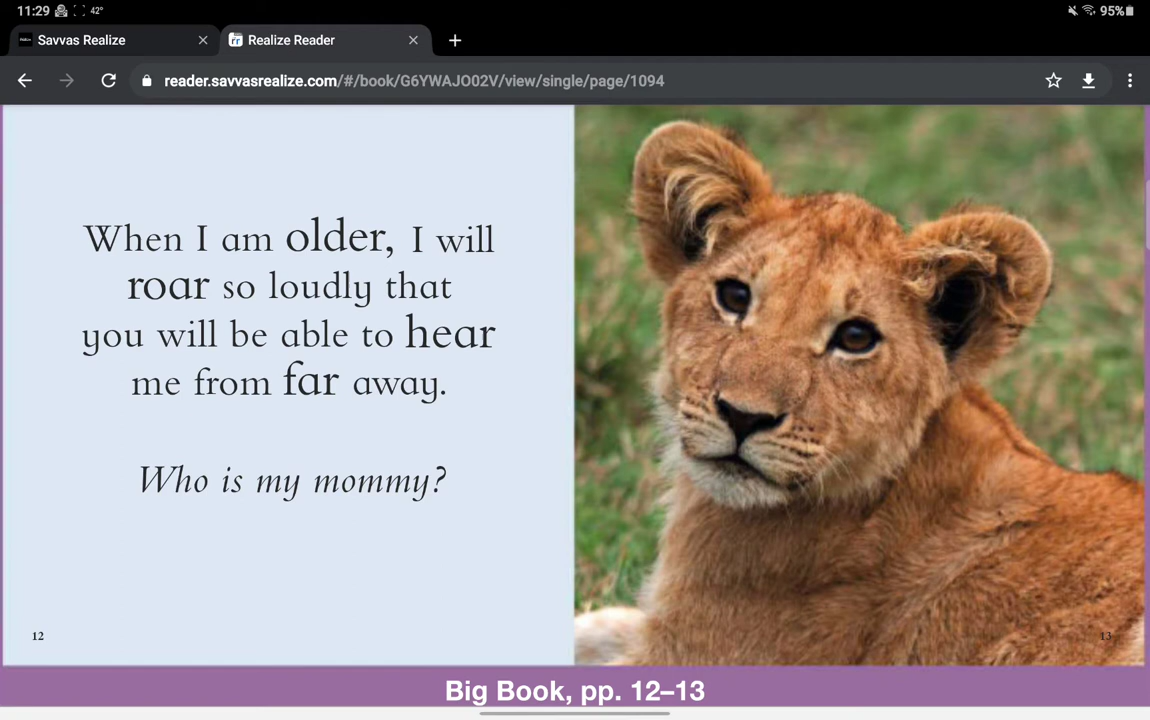 11:29 42° 95%
Savvas Realize
Realize Reader
reader.savvasrealize.com/#/book/G6YWAJO02V/view/single/page/1094
When I am older, I will
roar so loudly that
you will be able to hear
me from far away.
Who is my mommy?
12
13
Big Book, pp. 12–13